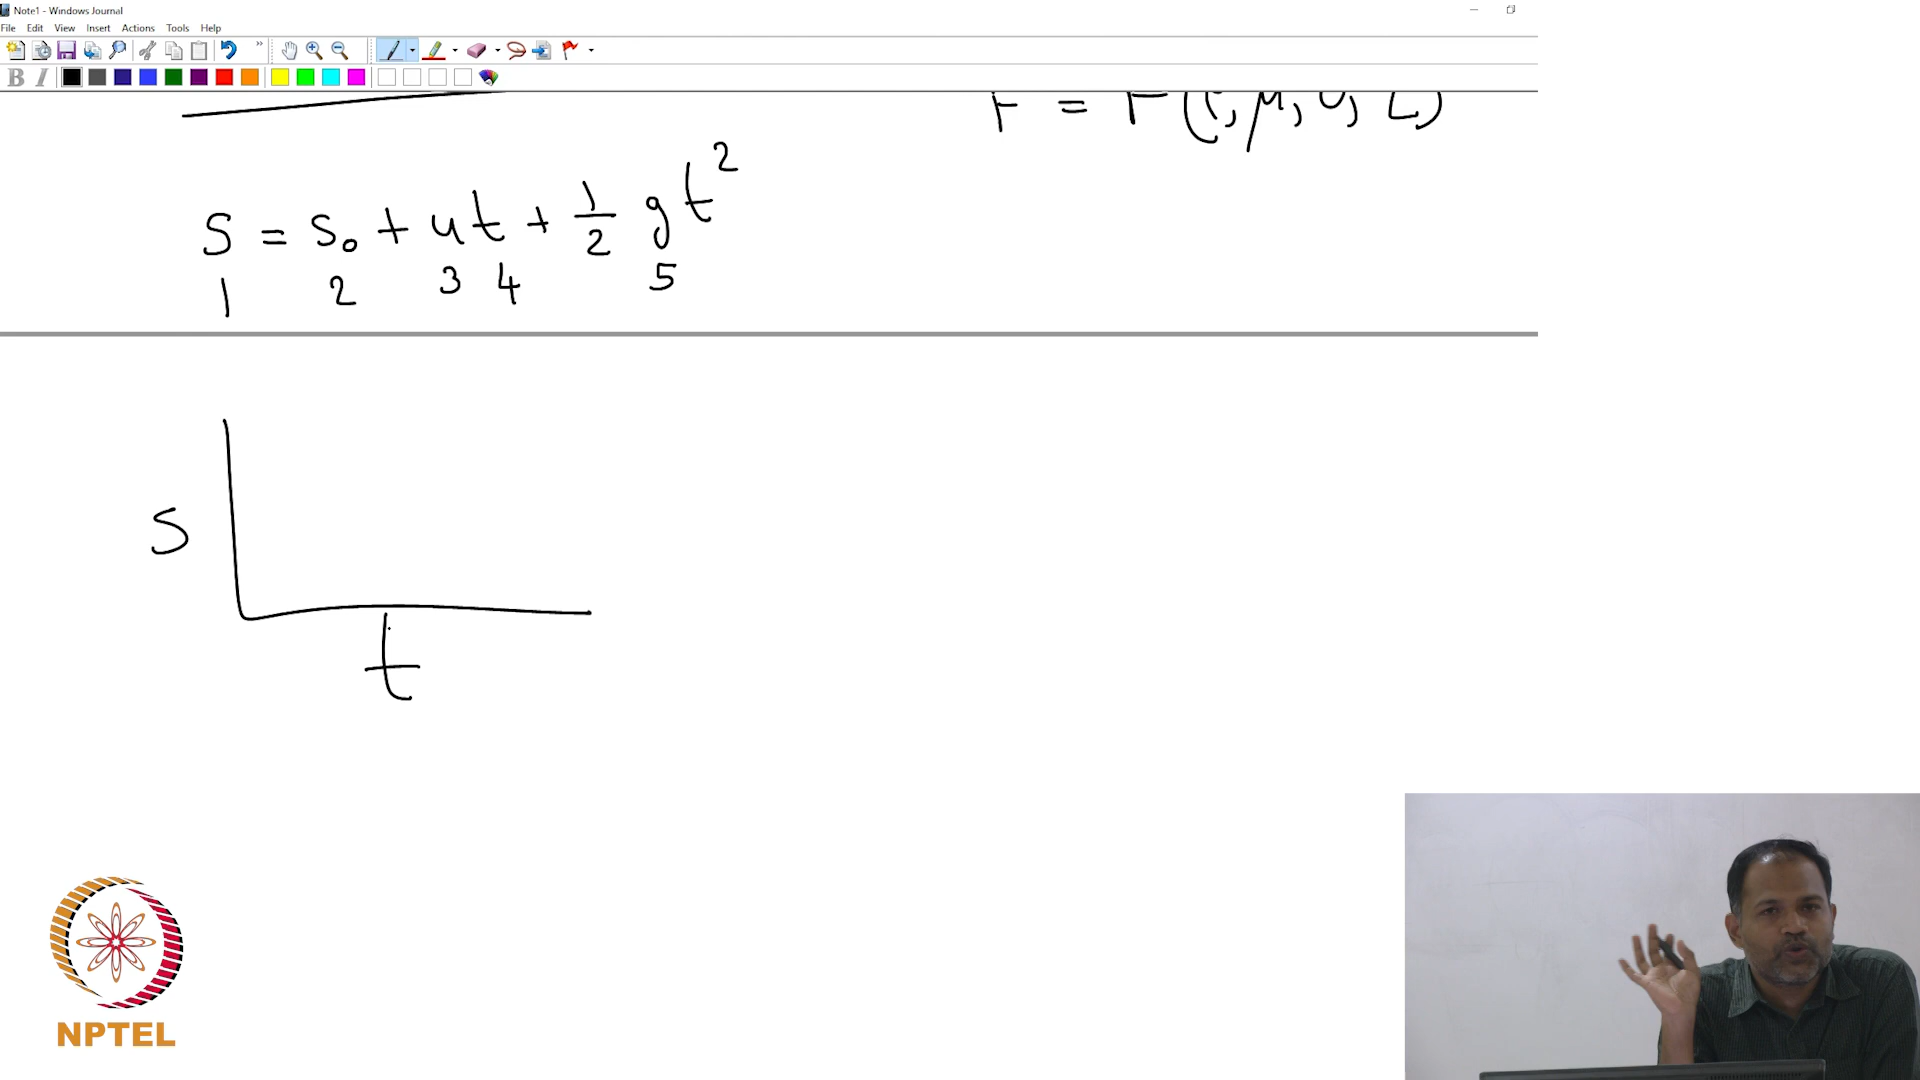 Note1 - Windows Journal
File Edit View Insert Actions Tools Help
B I
F = F(ρ, μ, U, L)
S = S₀ + ut + 1/2 gt²
1 2 3 4 5
S
t
NPTEL